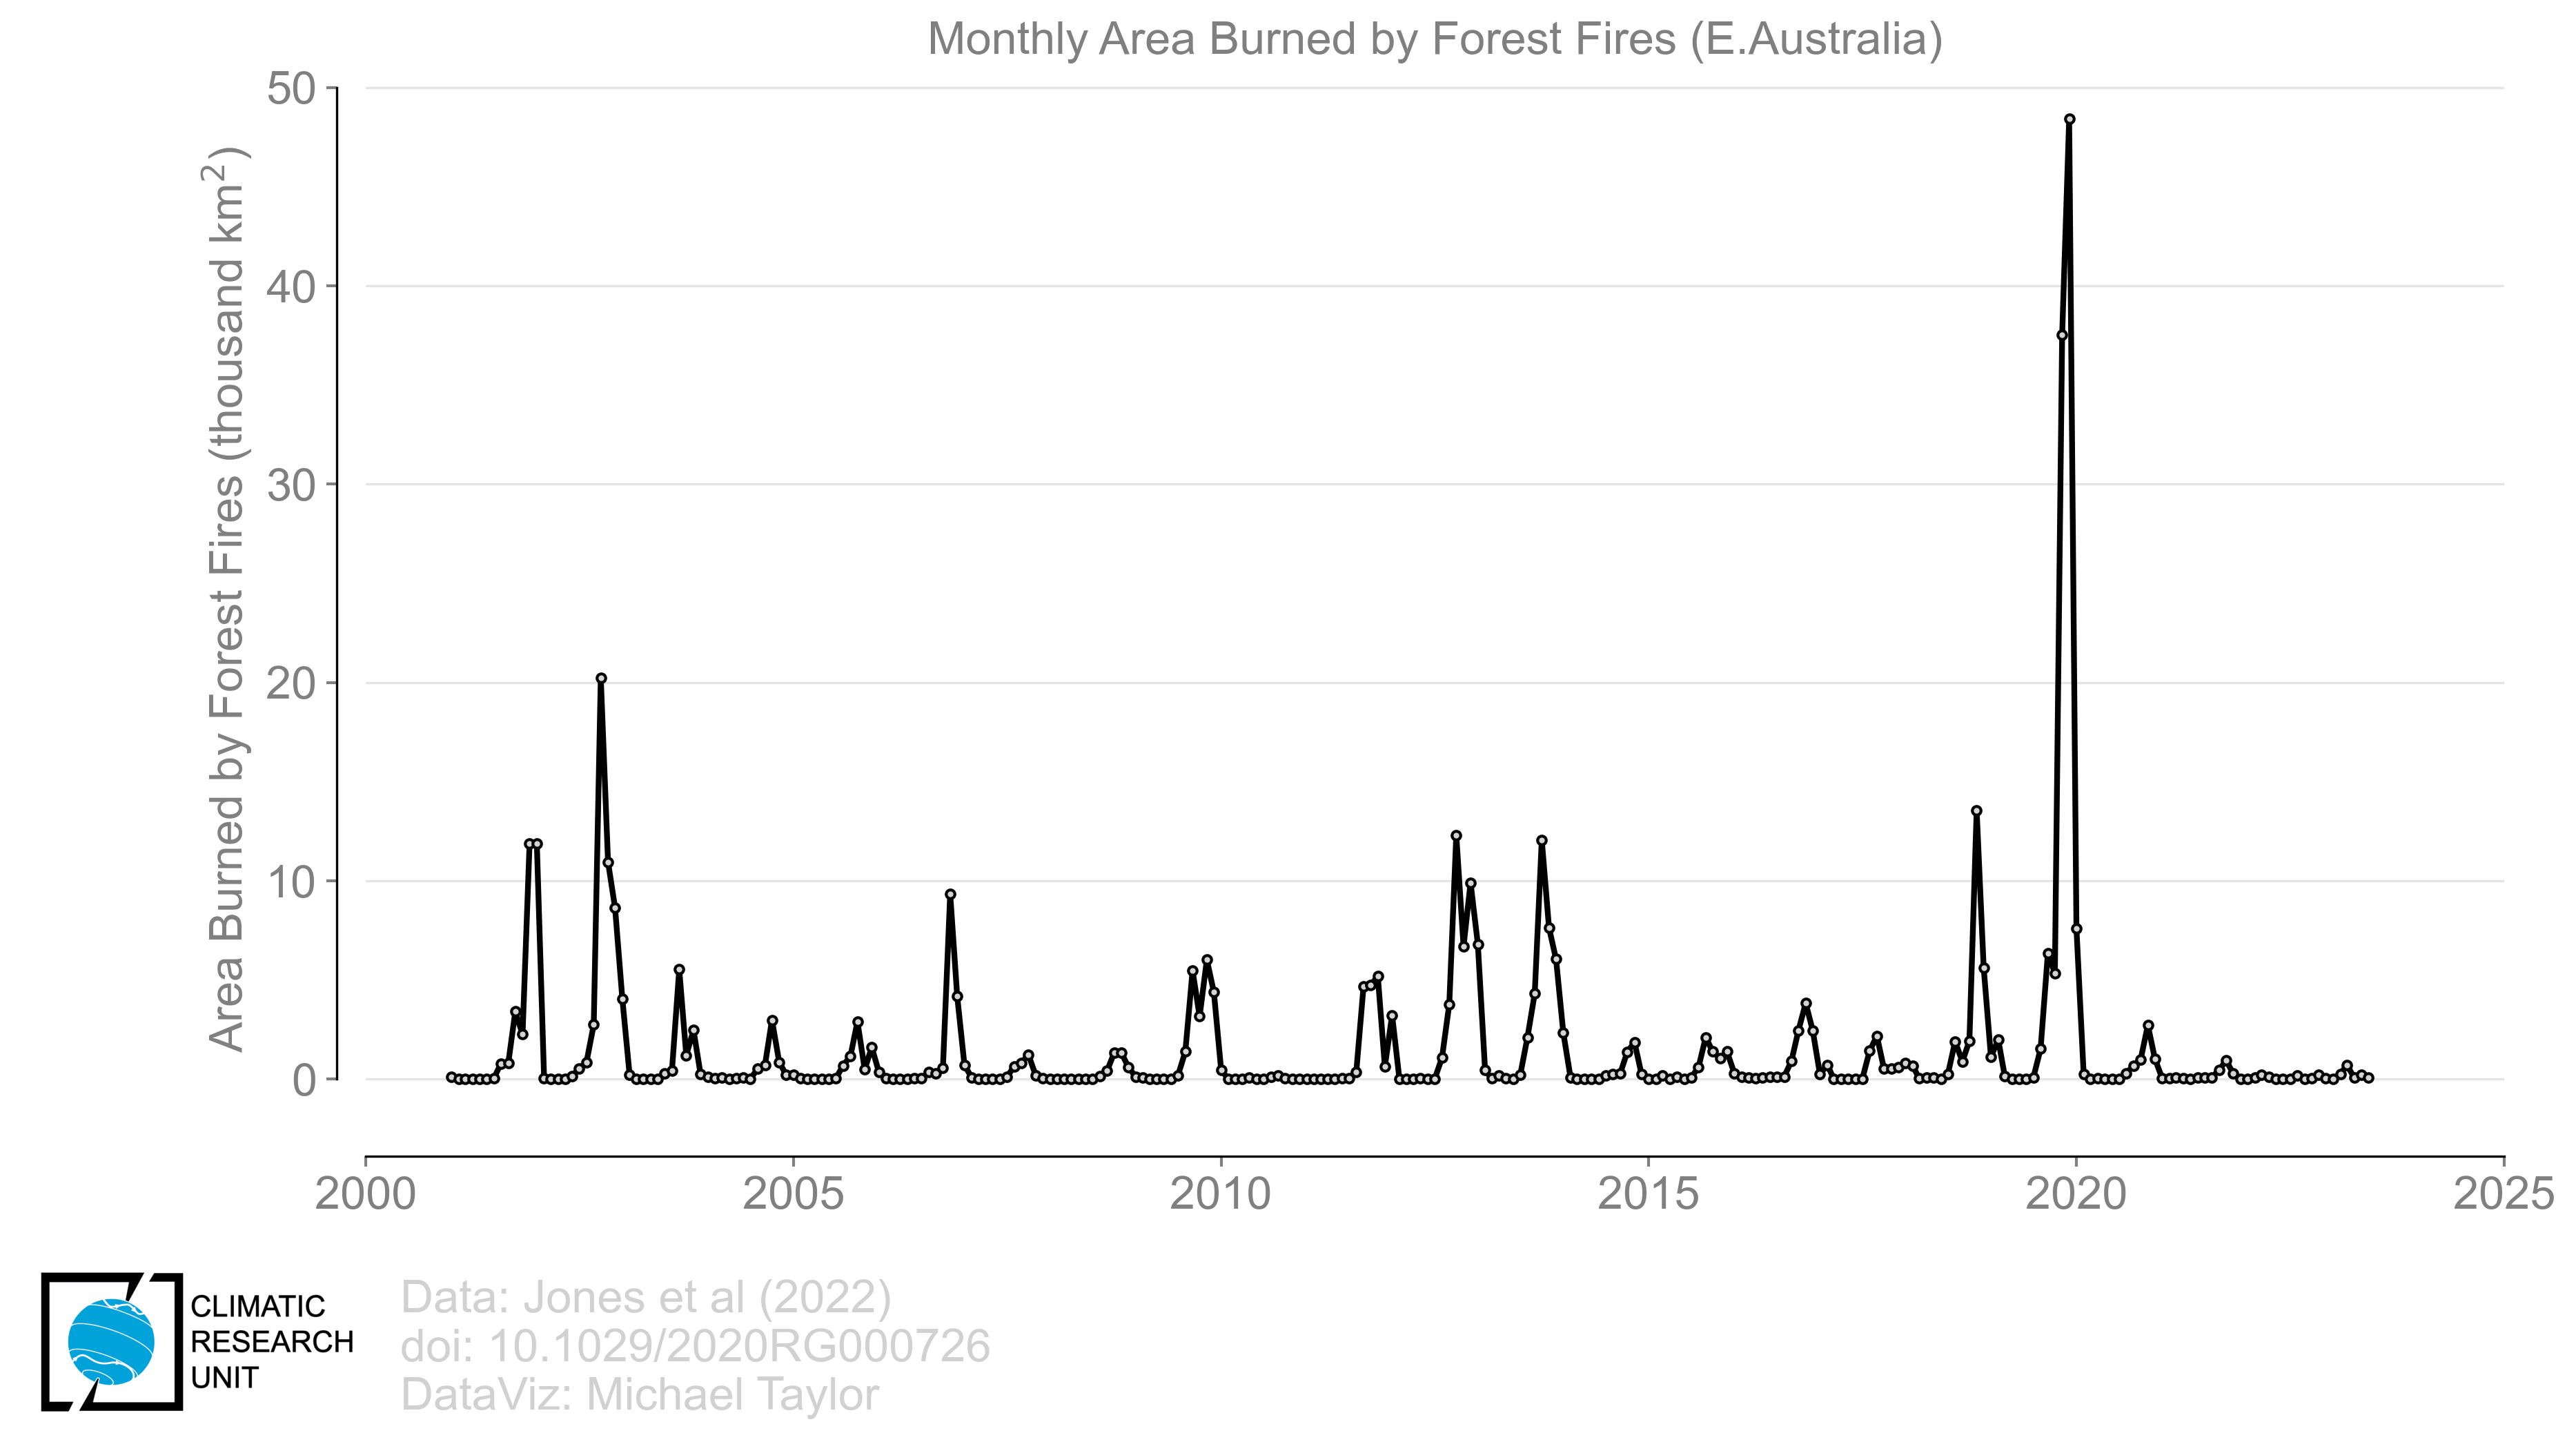 Monthly Area Burned by Forest Fires (E.Australia)
Area Burned by Forest Fires (thousand km²)
50
40
30
20
10
0
2000
2005
2010
2015
2020
2025
CLIMATIC
RESEARCH
UNIT
Data: Jones et al (2022)
doi: 10.1029/2020RG000726
DataViz: Michael Taylor